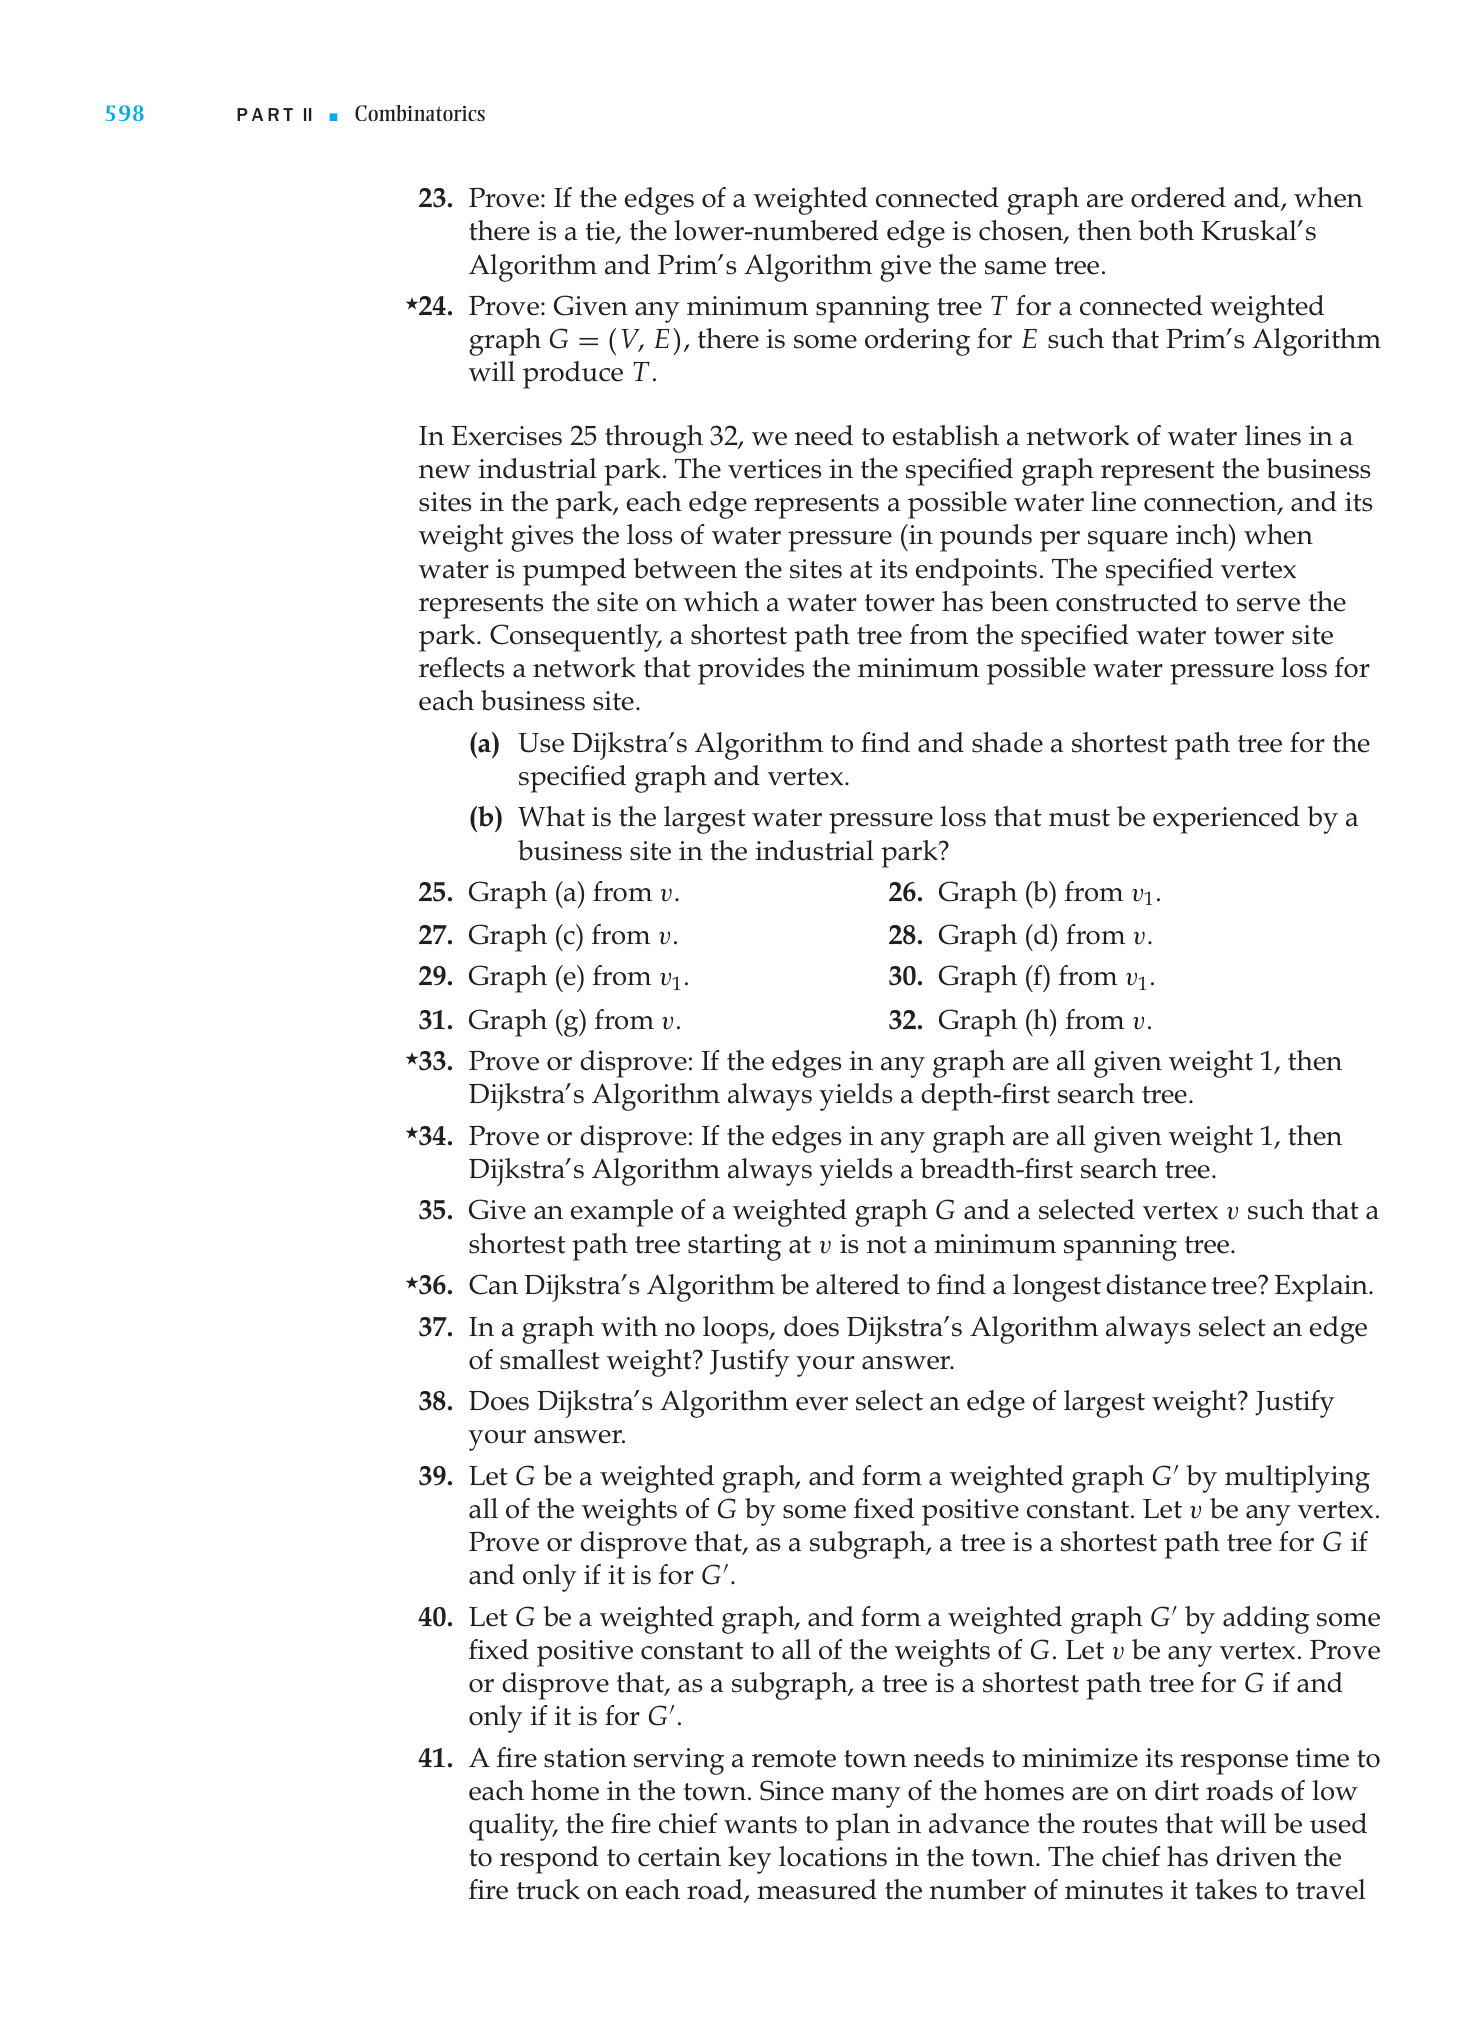 598 PART II ■ Combinatorics
23. Prove: If the edges of a weighted connected graph are ordered and, when
there is a tie, the lower-numbered edge is chosen, then both Kruskal’s
Algorithm and Prim’s Algorithm give the same tree.
★24. Prove: Given any minimum spanning tree T for a connected weighted
graph G = (V, E), there is some ordering for E such that Prim’s Algorithm
will produce T.
In Exercises 25 through 32, we need to establish a network of water lines in a
new industrial park. The vertices in the specified graph represent the business
sites in the park, each edge represents a possible water line connection, and its
weight gives the loss of water pressure (in pounds per square inch) when
water is pumped between the sites at its endpoints. The specified vertex
represents the site on which a water tower has been constructed to serve the
park. Consequently, a shortest path tree from the specified water tower site
reflects a network that provides the minimum possible water pressure loss for
each business site.
(a) Use Dijkstra’s Algorithm to find and shade a shortest path tree for the
specified graph and vertex.
(b) What is the largest water pressure loss that must be experienced by a
business site in the industrial park?
25. Graph (a) from v. 26. Graph (b) from v₁.
27. Graph (c) from v. 28. Graph (d) from v.
29. Graph (e) from v₁. 30. Graph (f) from v₁.
31. Graph (g) from v. 32. Graph (h) from v.
★33. Prove or disprove: If the edges in any graph are all given weight 1, then
Dijkstra’s Algorithm always yields a depth-first search tree.
★34. Prove or disprove: If the edges in any graph are all given weight 1, then
Dijkstra’s Algorithm always yields a breadth-first search tree.
35. Give an example of a weighted graph G and a selected vertex v such that a
shortest path tree starting at v is not a minimum spanning tree.
★36. Can Dijkstra’s Algorithm be altered to find a longest distance tree? Explain.
37. In a graph with no loops, does Dijkstra’s Algorithm always select an edge
of smallest weight? Justify your answer.
38. Does Dijkstra’s Algorithm ever select an edge of largest weight? Justify
your answer.
39. Let G be a weighted graph, and form a weighted graph G′ by multiplying
all of the weights of G by some fixed positive constant. Let v be any vertex.
Prove or disprove that, as a subgraph, a tree is a shortest path tree for G if
and only if it is for G′.
40. Let G be a weighted graph, and form a weighted graph G′ by adding some
fixed positive constant to all of the weights of G. Let v be any vertex. Prove
or disprove that, as a subgraph, a tree is a shortest path tree for G if and
only if it is for G′.
41. A fire station serving a remote town needs to minimize its response time to
each home in the town. Since many of the homes are on dirt roads of low
quality, the fire chief wants to plan in advance the routes that will be used
to respond to certain key locations in the town. The chief has driven the
fire truck on each road, measured the number of minutes it takes to travel